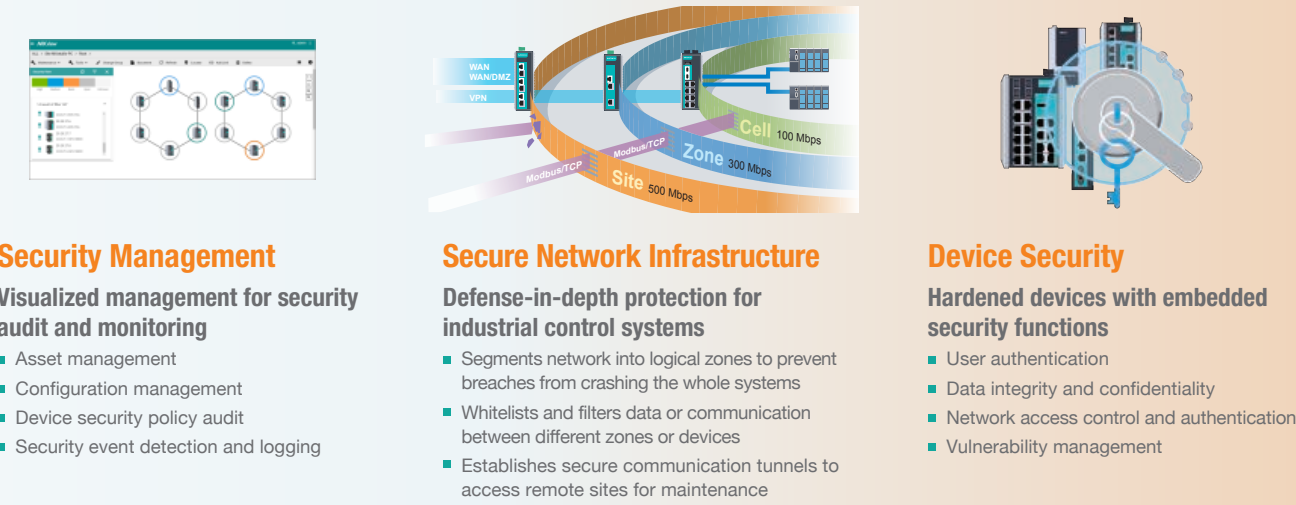 WAN
WAN/DMZ
VPN
Modbus/TCP
Modbus/TCP
Cell 100 Mbps
Zone 300 Mbps
Site 500 Mbps
Security Management
Visualized management for security
audit and monitoring
Asset management
Configuration management
Device security policy audit
Security event detection and logging
Secure Network Infrastructure
Defense-in-depth protection for
industrial control systems
Segments network into logical zones to prevent
breaches from crashing the whole systems
Whitelists and filters data or communication
between different zones or devices
Establishes secure communication tunnels to
access remote sites for maintenance
Device Security
Hardened devices with embedded
security functions
User authentication
Data integrity and confidentiality
Network access control and authentication
Vulnerability management